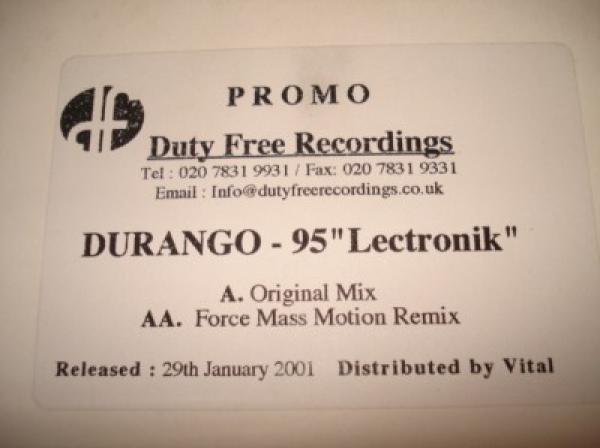 PROMO
Duty Free Recordings
Tel : 020 7831 9931 / Fax: 020 7831 9331
Email : Info@dutyfreerecordings.co.uk
DURANGO - 95 "Lectronik"
A. Original Mix
AA. Force Mass Motion Remix
Released : 29th January 2001 Distributed by Vital